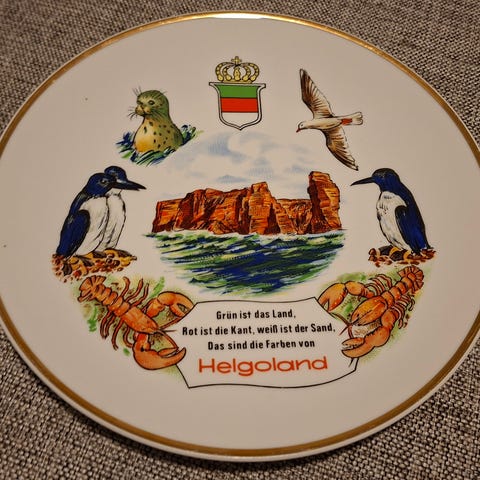 Grün ist das Land,
Rot ist die Kant, weiß ist der Sand,
Das sind die Farben von
Helgoland